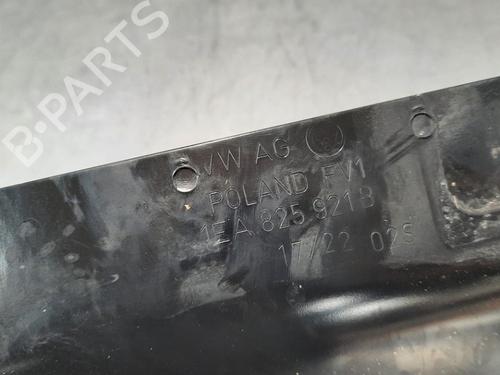 B-PARTS
VW AG
POLAND FV1
1EA 825 921 B
17/22 02S